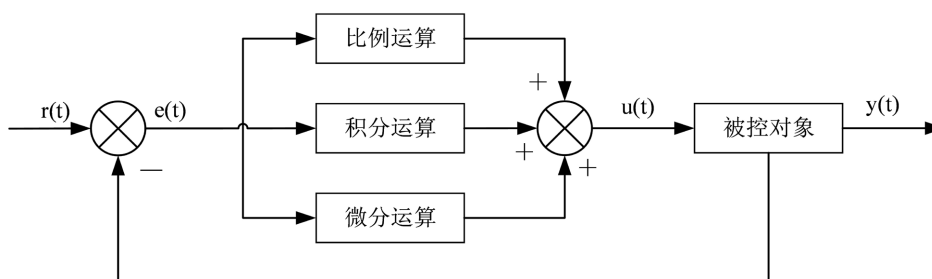 比例运算
+
r(t)
e(t)
积分运算
+
u(t)
被控对象
y(t)
—
+
微分运算